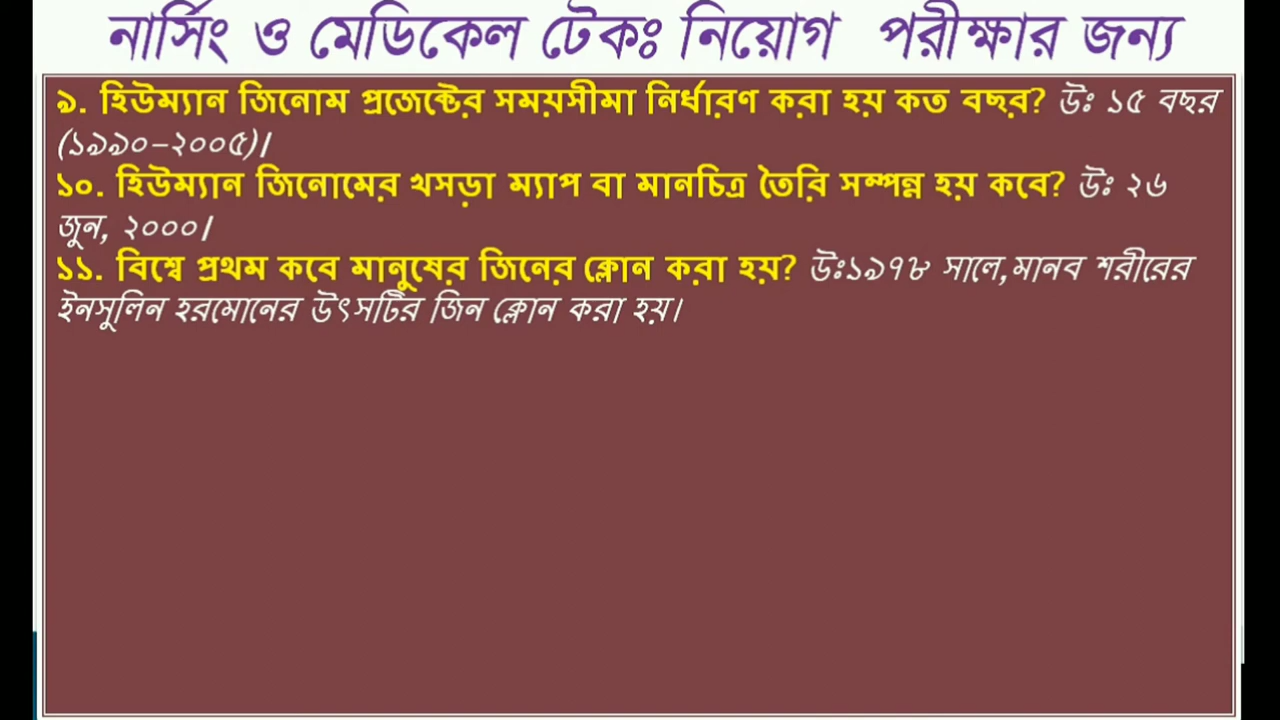 নার্সিং ও মেডিকেল টেকঃ নিয়োগ পরীক্ষার জন্য
৯. হিউম্যান জিনোম প্রজেক্টের সময়সীমা নির্ধারণ করা হয় কত বছর? উঃ ১৫ বছর
(১৯৯০–২০০৫)।
১০. হিউম্যান জিনোমের খসড়া ম্যাপ বা মানচিত্র তৈরি সম্পন্ন হয় কবে? উঃ ২৬
জুন, ২০০০।
১১. বিশ্বে প্রথম কবে মানুষের জিনের ক্লোন করা হয়? উঃ১৯৭৮ সালে,মানব শরীরের
ইনসুলিন হরমোনের উৎসটির জিন ক্লোন করা হয়।